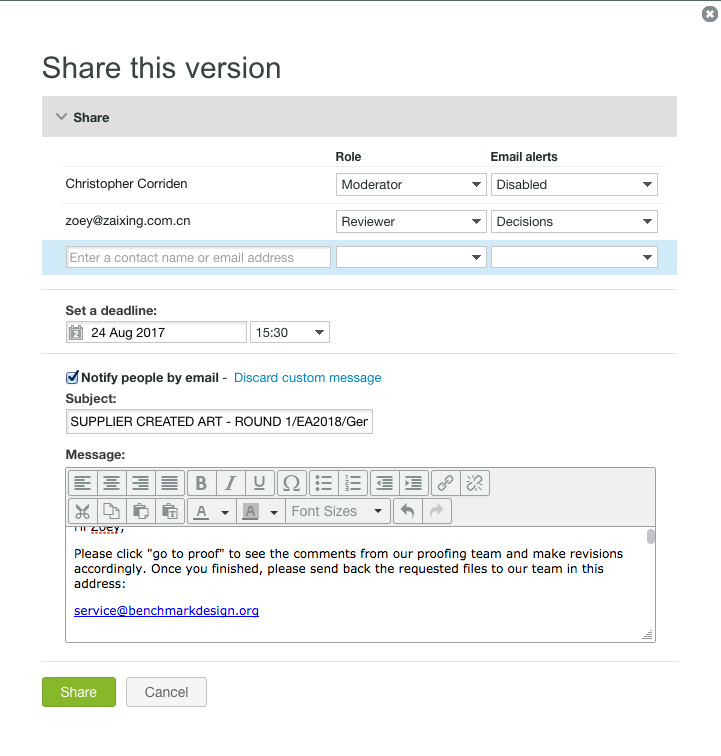 Share this version
Share
Role Email alerts
Christopher Corriden Moderator Disabled
zoey@zaixing.com.cn Reviewer Decisions
Enter a contact name or email address
Set a deadline:
2 24 Aug 2017 15:30
Notify people by email - Discard custom message
Subject:
SUPPLIER CREATED ART - ROUND 1/EA2018/Ger
Message:
B I U Ω
A A Font Sizes
Hi Zoey,
Please click "go to proof" to see the comments from our proofing team and make revisions
accordingly. Once you finished, please send back the requested files to our team in this
address:
service@benchmarkdesign.org
Share Cancel